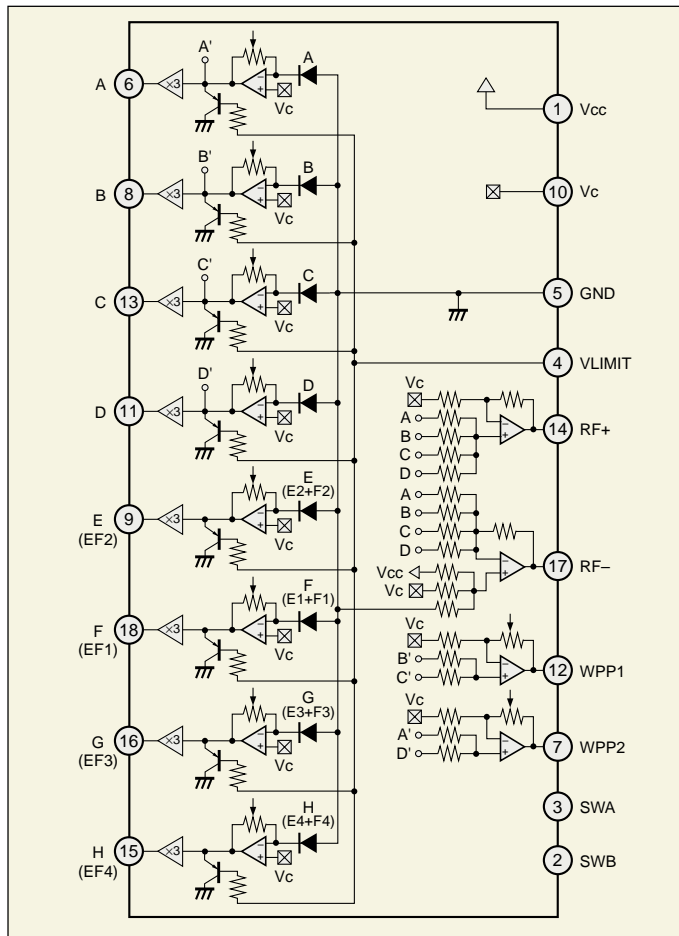 A'
A
A
6
×3
Vc
1
Vcc
B'
B
B
8
×3
Vc
10
Vc
C'
C
C
13
×3
Vc
5
GND
4
VLIMIT
D'
D
D
11
×3
Vc
Vc
A
B
C
D
14
RF+
E
(E2+F2)
E
(EF2)
9
×3
Vc
A
B
C
D
Vcc
Vc
17
RF–
F
(E1+F1)
F
(EF1)
18
×3
Vc
Vc
B'
C'
12
WPP1
G
(E3+F3)
G
(EF3)
16
×3
Vc
Vc
A'
D'
7
WPP2
3
SWA
H
(E4+F4)
H
(EF4)
15
×3
Vc
2
SWB